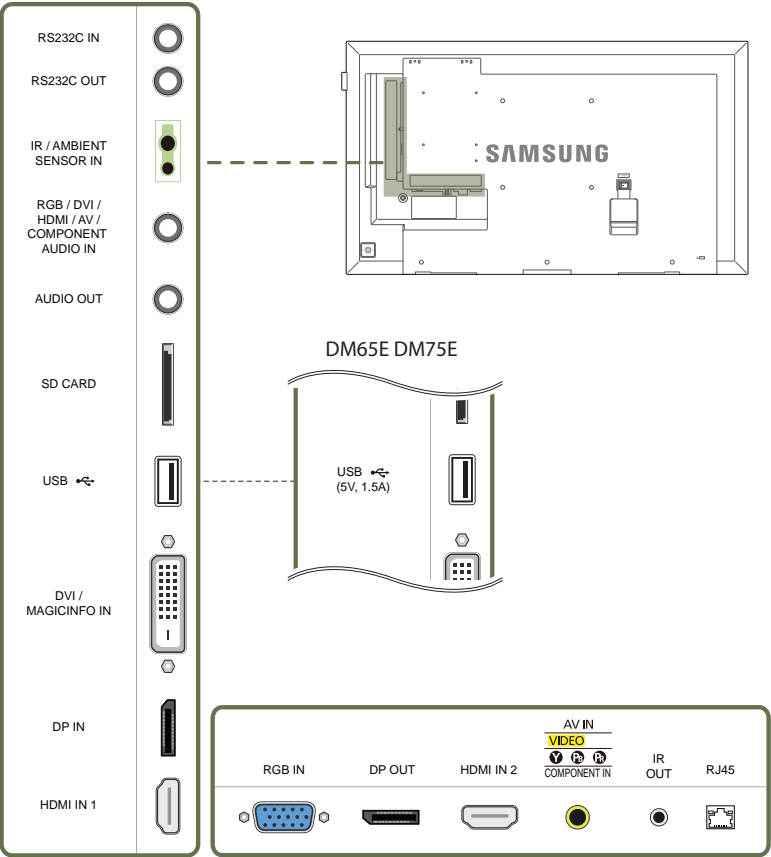 RS232C IN
RS232C OUT
IR / AMBIENT
SENSOR IN
RGB / DVI /
HDMI / AV /
COMPONENT
AUDIO IN
AUDIO OUT
SD CARD
USB
DVI /
MAGICINFO IN
DP IN
HDMI IN 1
SAMSUNG
DM65E DM75E
USB
(5V, 1.5A)
RGB IN
DP OUT
HDMI IN 2
AV IN
VIDEO
Y PB PR
COMPONENT IN
IR
OUT
RJ45